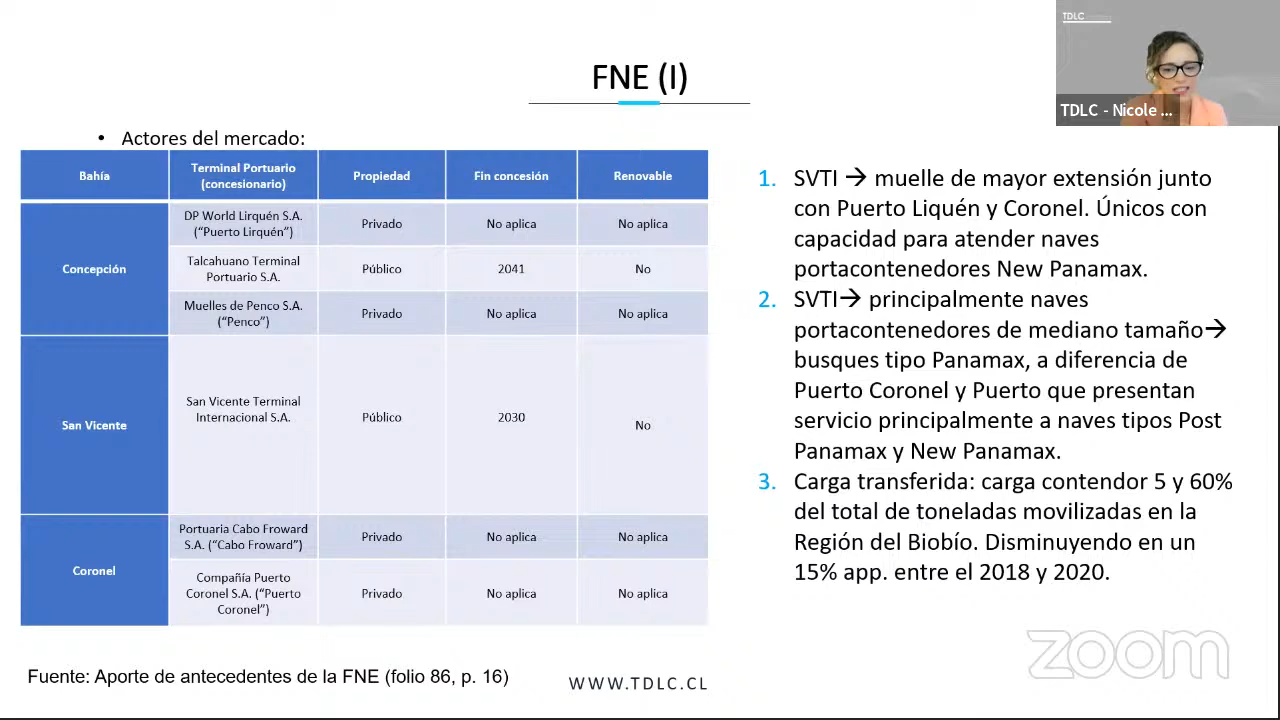 TDLC
FNE (I)
TDLC - Nicole ...
• Actores del mercado:
Bahía
Terminal Portuario
(concesionario)
Propiedad
Fin concesión
Renovable
Concepción
DP World Lirquén S.A.
("Puerto Lirquén")
Privado
No aplica
No aplica
Talcahuano Terminal
Portuario S.A.
Público
2041
No
Muelles de Penco S.A.
("Penco")
Privado
No aplica
No aplica
San Vicente
San Vicente Terminal
Internacional S.A.
Público
2030
No
Coronel
Portuaria Cabo Froward
S.A. ("Cabo Froward")
Privado
No aplica
No aplica
Compañía Puerto
Coronel S.A. ("Puerto
Coronel")
Privado
No aplica
No aplica
1. SVTI → muelle de mayor extensión junto
con Puerto Liquén y Coronel. Únicos con
capacidad para atender naves
portacontenedores New Panamax.
2. SVTI→ principalmente naves
portacontenedores de mediano tamaño→
busques tipo Panamax, a diferencia de
Puerto Coronel y Puerto que presentan
servicio principalmente a naves tipos Post
Panamax y New Panamax.
3. Carga transferida: carga contendor 5 y 60%
del total de toneladas movilizadas en la
Región del Biobío. Disminuyendo en un
15% app. entre el 2018 y 2020.
Fuente: Aporte de antecedentes de la FNE (folio 86, p. 16)
WWW.TDLC.CL
zoom